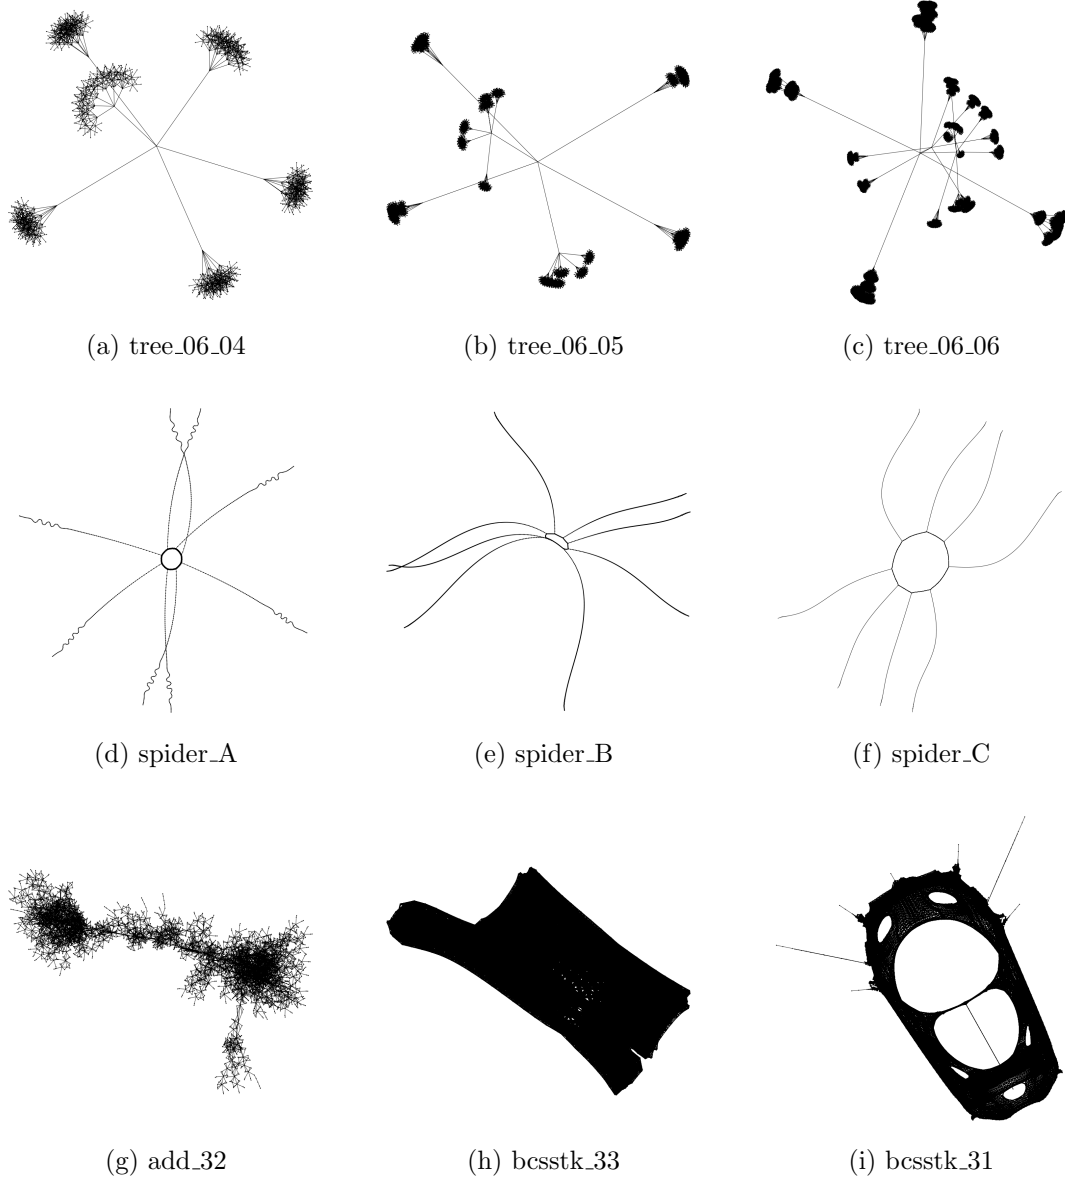 (a) tree_06_04
(b) tree_06_05
(c) tree_06_06
(d) spider_A
(e) spider_B
(f) spider_C
(g) add_32
(h) bcsstk_33
(i) bcsstk_31